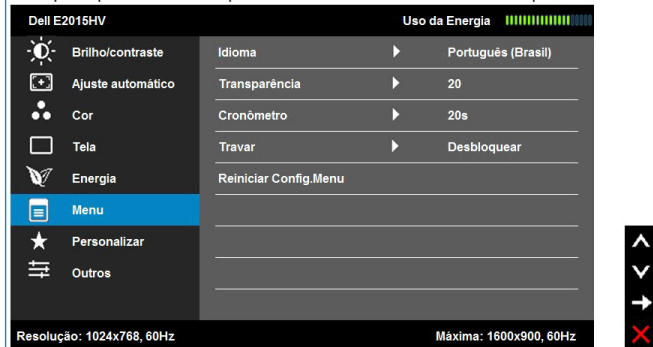 Dell E2015HV Uso da Energia
Brilho/contraste Idioma Português (Brasil)
Ajuste automático Transparência 20
Cor Cronômetro 20s
Tela Travar Desbloquear
Energia Reiniciar Config.Menu
Menu
Personalizar
Outros
Resolução: 1024x768, 60Hz Máxima: 1600x900, 60Hz